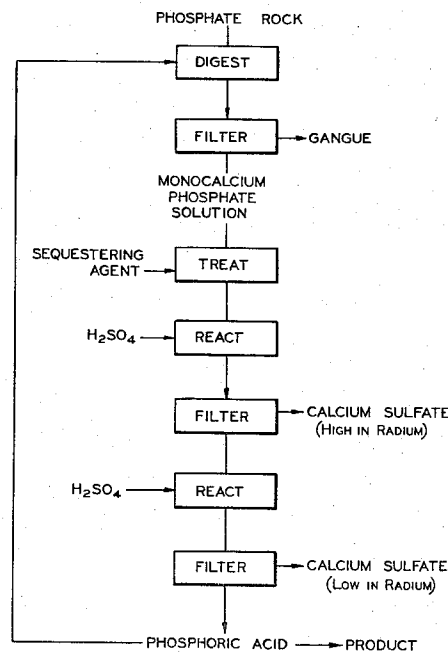 PHOSPHATE ROCK
DIGEST
FILTER
GANGUE
MONOCALCIUM
PHOSPHATE
SOLUTION
SEQUESTERING
AGENT
TREAT
H₂SO₄
REACT
FILTER
CALCIUM SULFATE
(HIGH IN RADIUM)
H₂SO₄
REACT
FILTER
CALCIUM SULFATE
(LOW IN RADIUM)
PHOSPHORIC ACID
PRODUCT